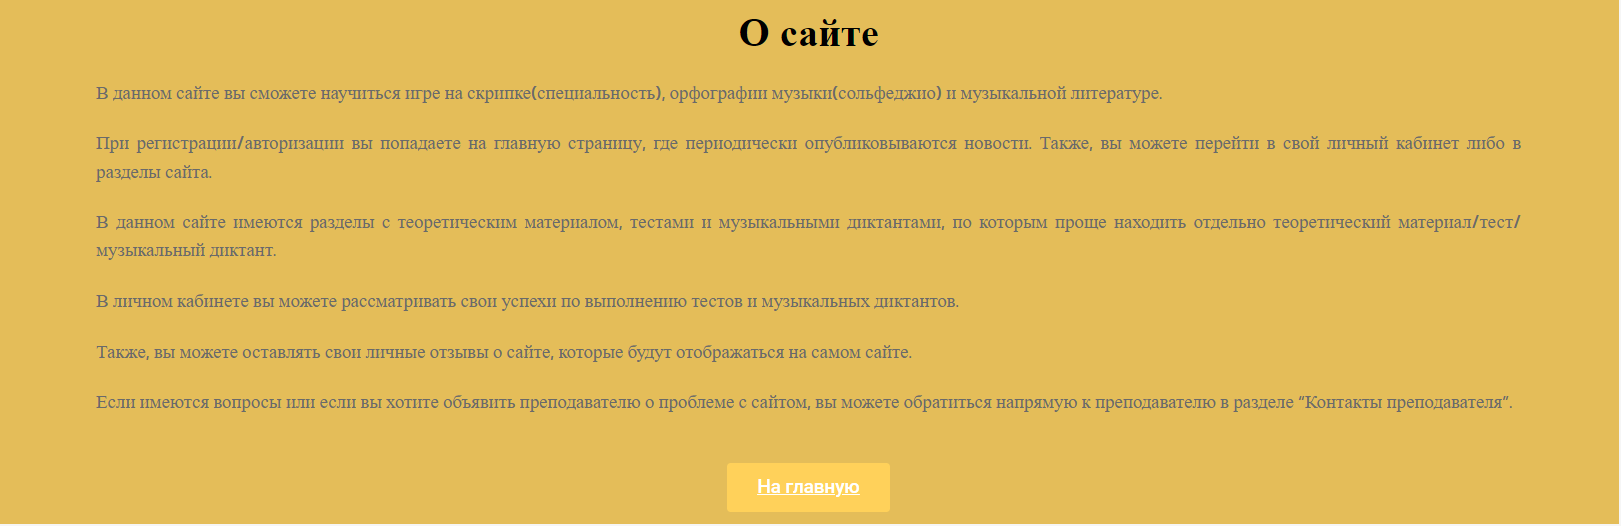 О сайте
В данном сайте вы сможете научиться игре на скрипке(специальность), орфографии музыки(сольфеджио) и музыкальной литературе.
При регистрации/авторизации вы попадаете на главную страницу, где периодически опубликовываются новости. Также, вы можете перейти в свой личный кабинет либо в
разделы сайта.
В данном сайте имеются разделы с теоретическим материалом, тестами и музыкальными диктантами, по которым проще находить отдельно теоретический материал/тест/
музыкальный диктант.
В личном кабинете вы можете рассматривать свои успехи по выполнению тестов и музыкальных диктантов.
Также, вы можете оставлять свои личные отзывы о сайте, которые будут отображаться на самом сайте.
Если имеются вопросы или если вы хотите объявить преподавателю о проблеме с сайтом, вы можете обратиться напрямую к преподавателю в разделе “Контакты преподавателя”.
На главную